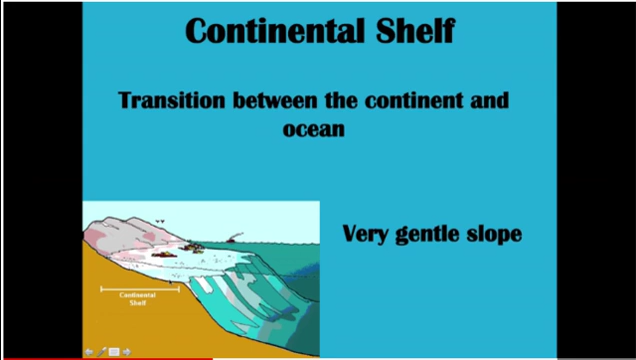 Continental Shelf
Transition between the continent and
ocean
Very gentle slope
Continental
Shelf